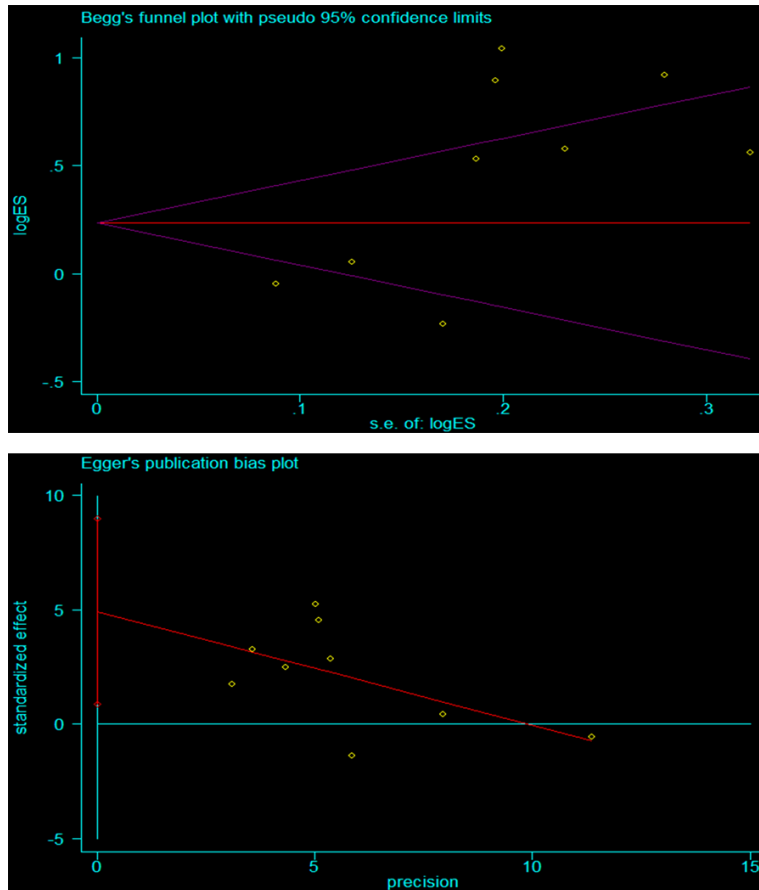 Begg's funnel plot with pseudo 95% confidence limits
1
.5
0
-.5
logES
0 .1 .2 .3
s.e. of: logES
Egger's publication bias plot
10
5
0
-5
standardized effect
0 5 10 15
precision